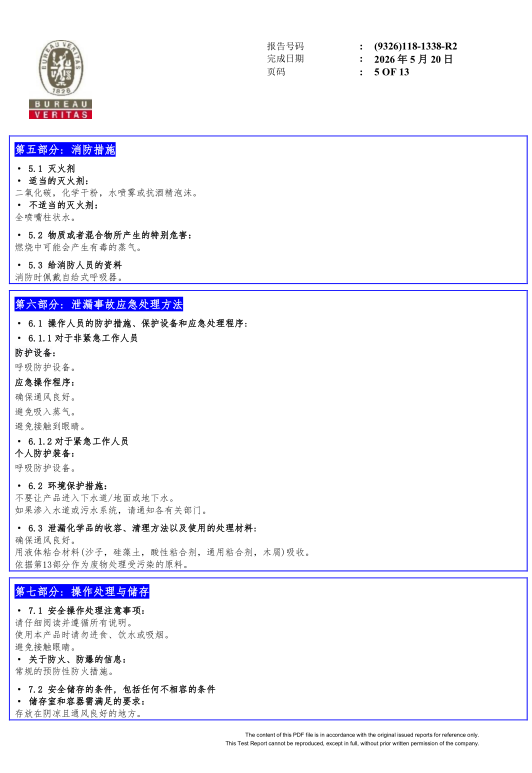 报告号码 : (9326)118-1338-R2
完成日期 : 2026 年 5 月 20 日
页码 : 5 OF 13
BUREAU VERITAS
1828
BUREAU
VERITAS
第五部分: 消防措施
• 5.1 灭火剂
• 适当的灭火剂:
二氧化碳, 化学干粉, 水喷雾或抗酒精泡沫。
• 不适当的灭火剂:
全喷嘴柱状水。
• 5.2 物质或者混合物所产生的特别危害:
燃烧中可能会产生有毒的蒸气。
• 5.3 给消防人员的资料
消防时佩戴自给式呼吸器。
第六部分: 泄漏事故应急处理方法
• 6.1 操作人员的防护措施、保护设备和应急处理程序:
• 6.1.1 对于非紧急工作人员
防护设备:
呼吸防护设备。
应急操作程序:
确保通风良好。
避免吸入蒸气。
避免接触到眼睛。
• 6.1.2 对于紧急工作人员
个人防护装备:
呼吸防护设备。
• 6.2 环境保护措施:
不要让产品进入下水道/地面或地下水。
如果渗入水道或污水系统, 请通知各有关部门。
• 6.3 泄漏化学品的收容、清理方法以及使用的处理材料:
确保通风良好。
用液体粘合材料(沙子, 硅藻土, 酸性粘合剂, 通用粘合剂, 木屑)吸收。
依据第13部分作为废物处理受污染的原料。
第七部分: 操作处理与储存
• 7.1 安全操作处理注意事项:
请仔细阅读并遵循所有说明。
使用本产品时请勿进食、饮水或吸烟。
避免接触眼睛。
• 关于防火、防爆的信息:
常规的预防性防火措施。
• 7.2 安全储存的条件, 包括任何不相容的条件
• 储存室和容器需满足的要求:
存放在阴凉且通风良好的地方。
The content of this PDF file is in accordance with the original issued reports for reference only.
This Test Report cannot be reproduced, except in full, without prior written permission of the company.